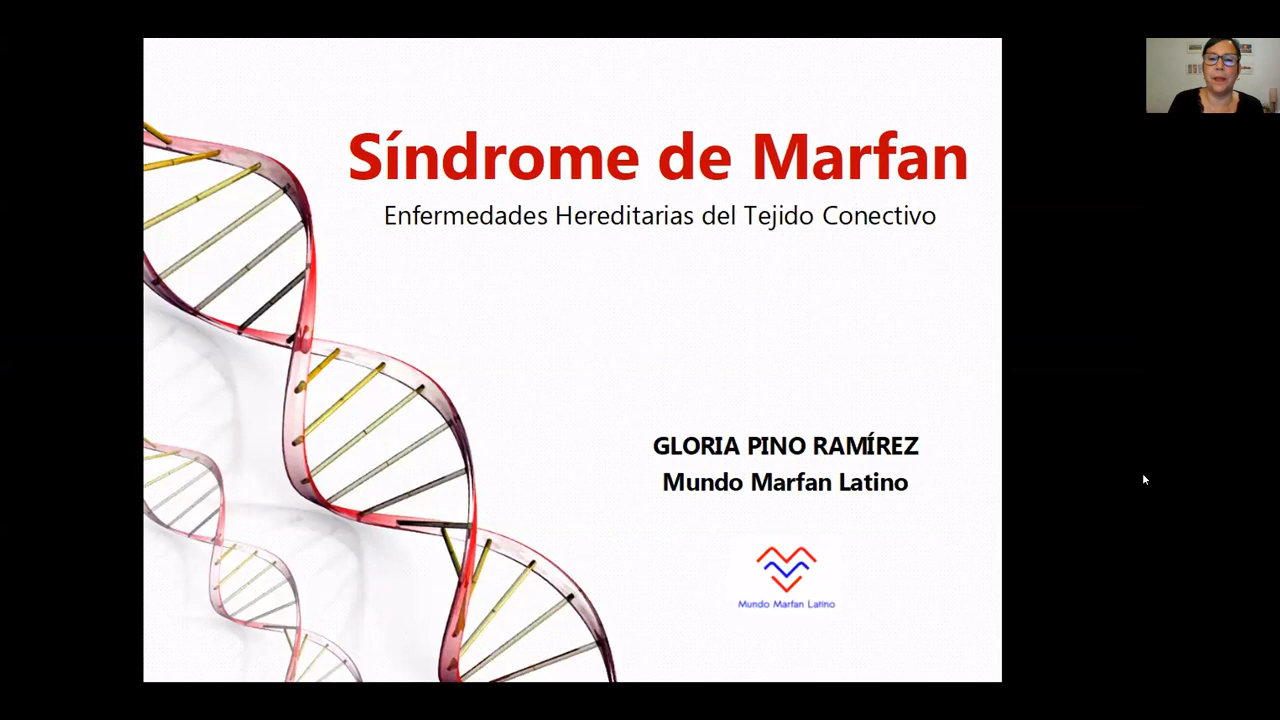 Síndrome de Marfan
Enfermedades Hereditarias del Tejido Conectivo
GLORIA PINO RAMÍREZ
Mundo Marfan Latino
Mundo Marfan Latino